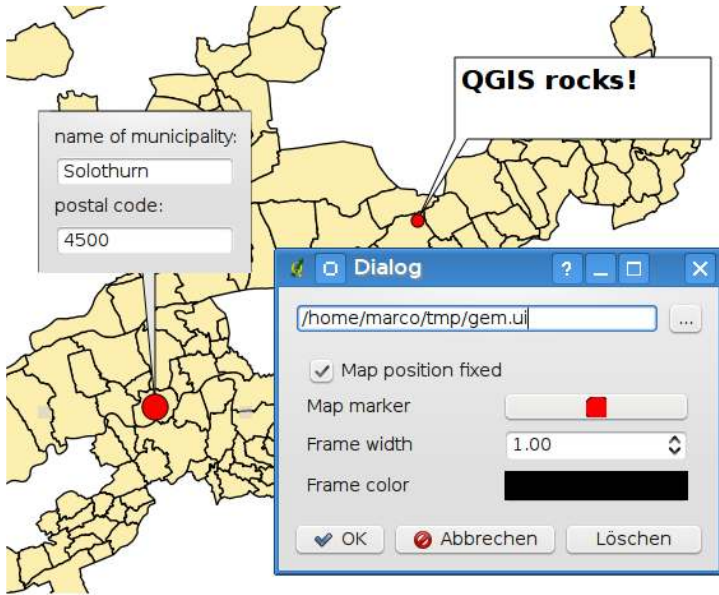 QGIS rocks!
name of municipality:
Solothurn
postal code:
4500
Dialog
?
/home/marco/tmp/gem.ui
...
Map position fixed
Map marker
Frame width
1.00
Frame color
OK
Abbrechen
Löschen